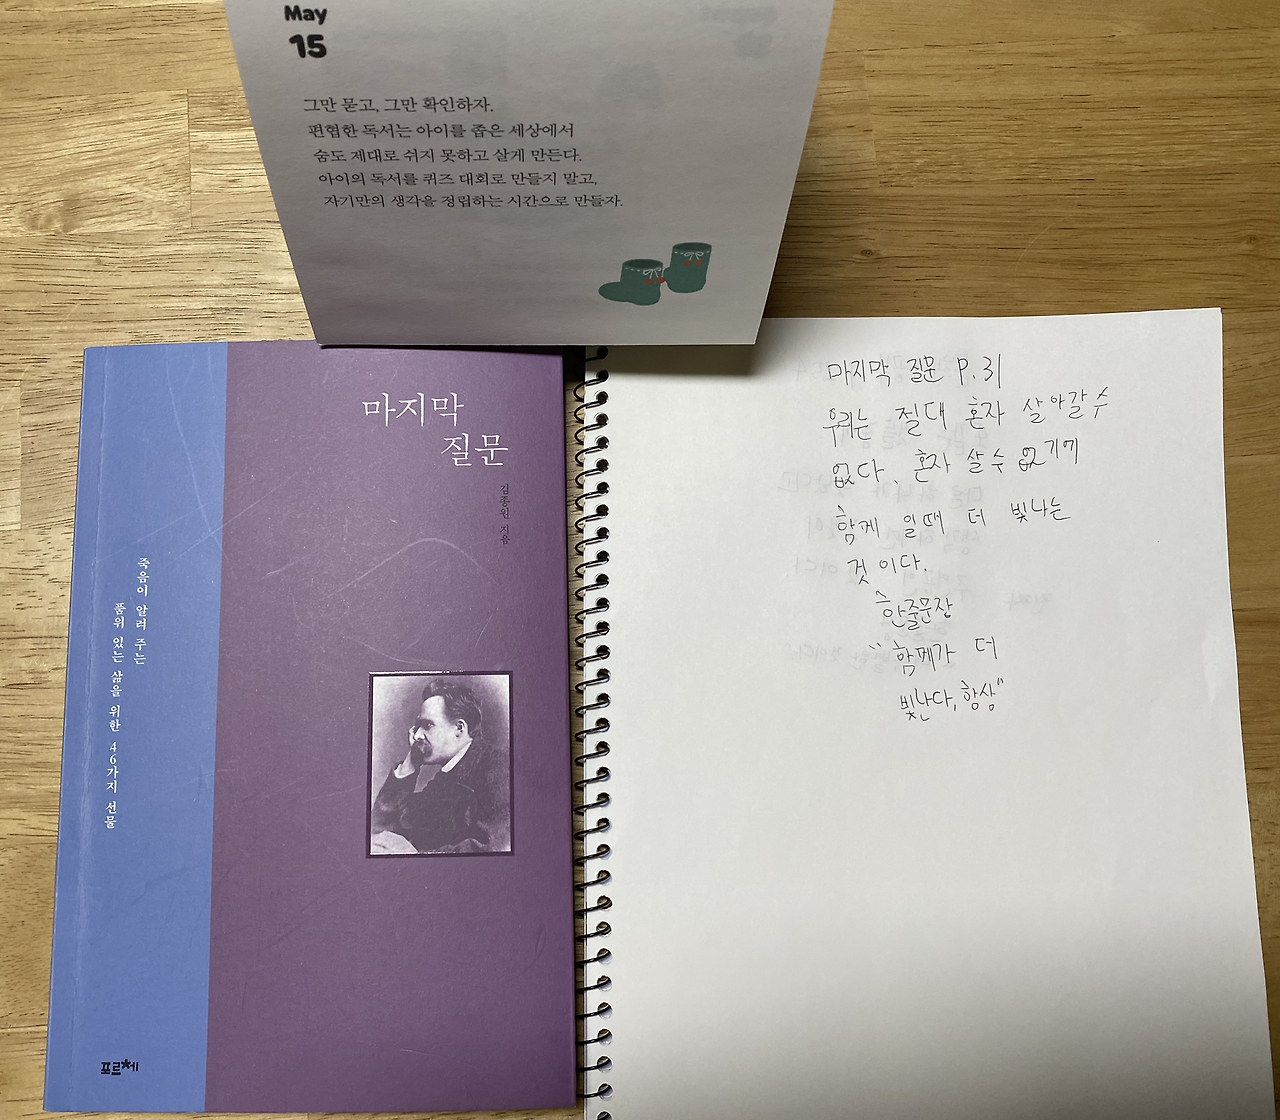 May
15
그만 묻고, 그만 확인하자.
편협한 독서는 아이를 좁은 세상에서
숨도 제대로 쉬지 못하고 살게 만든다.
아이의 독서를 퀴즈 대회로 만들지 말고,
자기만의 생각을 정립하는 시간으로 만들자.
마지막
질문
김종원 지음
죽음이 알려 주는
품위 있는 삶을 위한 46가지 선물
포르체
마지막 질문 P.31
우리는 절대 혼자 살아갈 수
없다. 혼자 살 수 없기에
함께 일때 더 빛나는
것이다.
한줄문장
"함께가 더
빛난다, 항상"